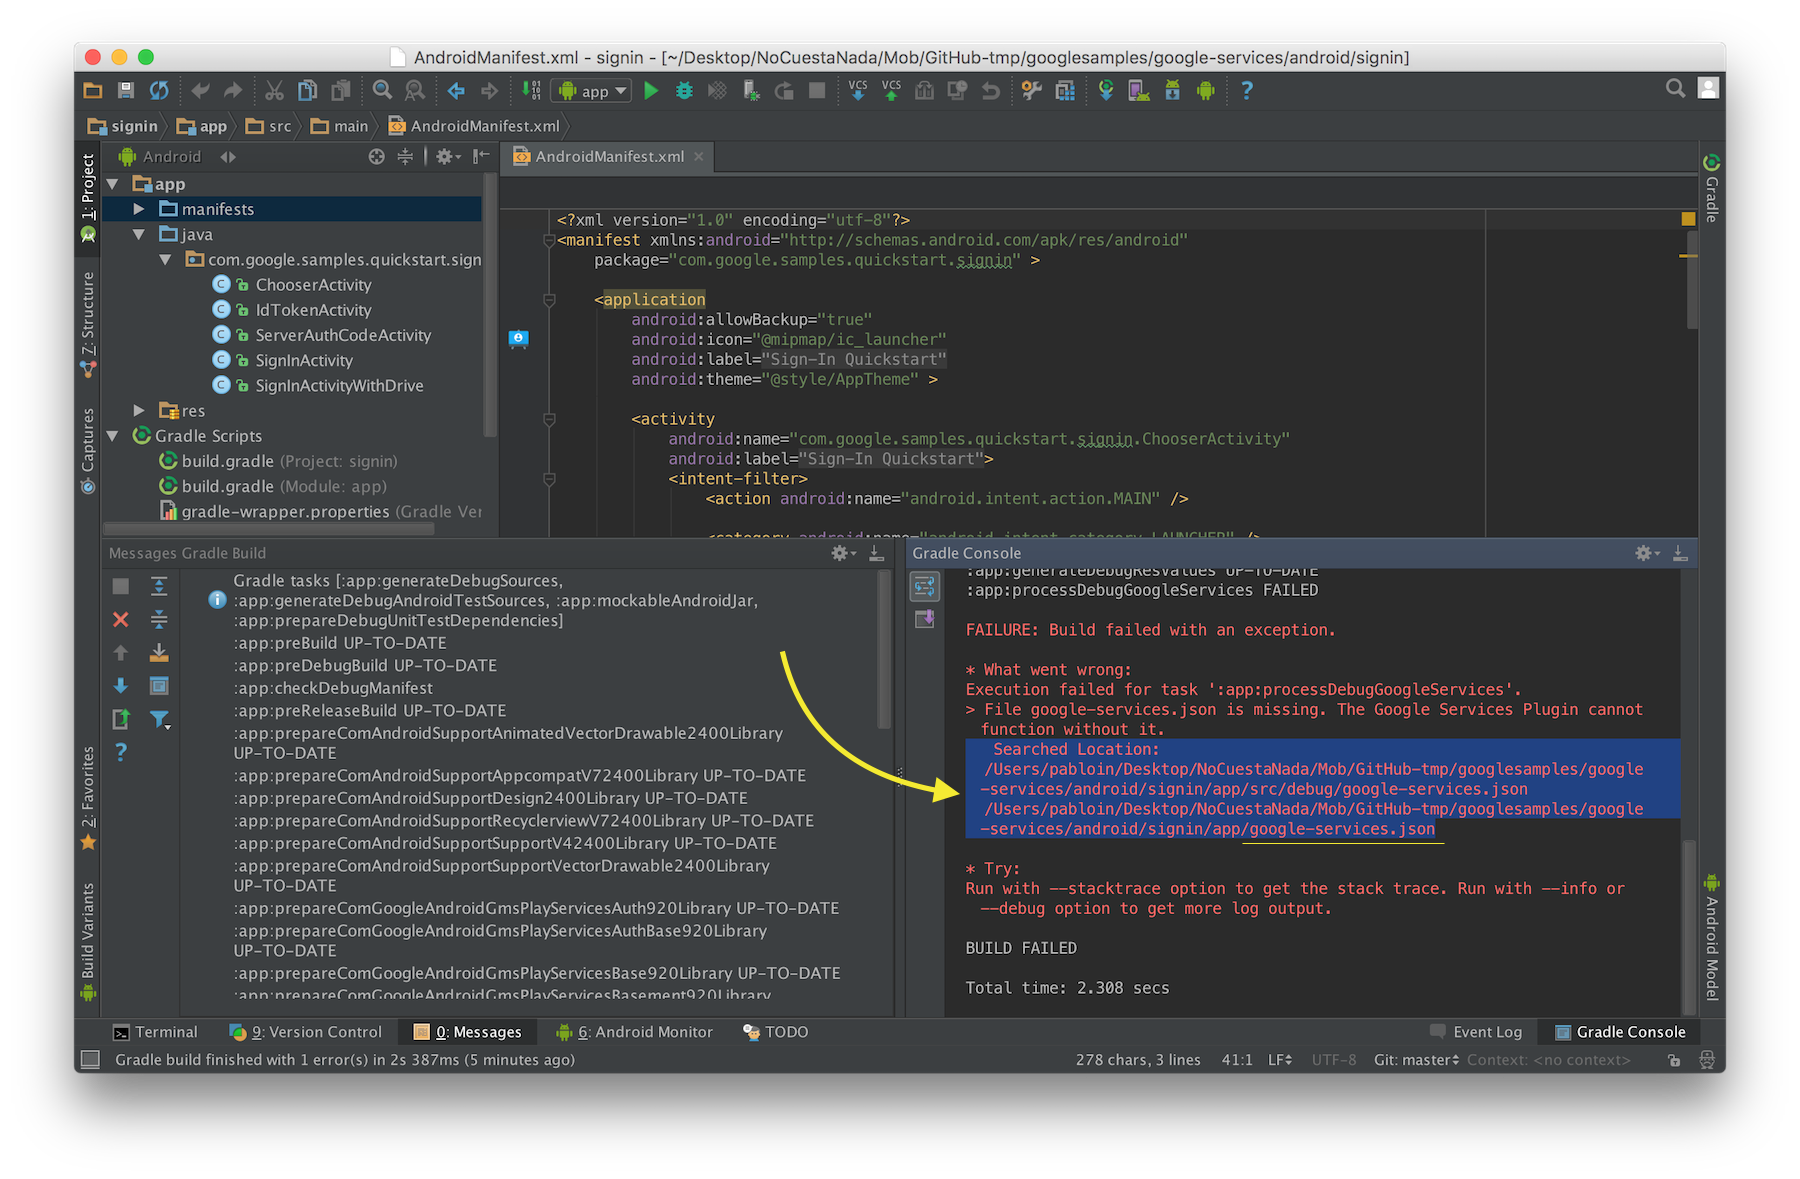 AndroidManifest.xml - signin - [~/Desktop/NoCuestaNada/Mob/GitHub-tmp/googlesamples/google-services/android/signin]
app
VCS VCS
?
signin app src main AndroidManifest.xml
1: Project
Z: Structure
Captures
2: Favorites
Build Variants
Android
app
manifests
java
com.google.samples.quickstart.sign
ChooserActivity
IdTokenActivity
ServerAuthCodeActivity
SignInActivity
SignInActivityWithDrive
res
Gradle Scripts
build.gradle (Project: signin)
build.gradle (Module: app)
gradle-wrapper.properties (Gradle Ver
AndroidManifest.xml
<?xml version="1.0" encoding="utf-8"?>
<manifest xmlns:android="http://schemas.android.com/apk/res/android"
package="com.google.samples.quickstart.signin" >
<application
android:allowBackup="true"
android:icon="@mipmap/ic_launcher"
android:label="Sign-In Quickstart"
android:theme="@style/AppTheme" >
<activity
android:name="com.google.samples.quickstart.signin.ChooserActivity"
android:label="Sign-In Quickstart">
<intent-filter>
<action android:name="android.intent.action.MAIN" />
<category android:name="android.intent.category.LAUNCHER" />
Gradle
Android Model
Messages Gradle Build
Gradle tasks [:app:generateDebugSources,
:app:generateDebugAndroidTestSources, :app:mockableAndroidJar,
:app:prepareDebugUnitTestDependencies]
:app:preBuild UP-TO-DATE
:app:preDebugBuild UP-TO-DATE
:app:checkDebugManifest
:app:preReleaseBuild UP-TO-DATE
:app:prepareComAndroidSupportAnimatedVectorDrawable2400Library
UP-TO-DATE
:app:prepareComAndroidSupportAppcompatV72400Library UP-TO-DATE
:app:prepareComAndroidSupportDesign2400Library UP-TO-DATE
:app:prepareComAndroidSupportRecyclerviewV72400Library UP-TO-DATE
:app:prepareComAndroidSupportSupportV42400Library UP-TO-DATE
:app:prepareComAndroidSupportSupportVectorDrawable2400Library
UP-TO-DATE
:app:prepareComGoogleAndroidGmsPlayServicesAuth920Library UP-TO-DATE
:app:prepareComGoogleAndroidGmsPlayServicesAuthBase920Library
UP-TO-DATE
:app:prepareComGoogleAndroidGmsPlayServicesBase920Library UP-TO-DATE
:app:prepareComGoogleAndroidGmsPlayServicesBasement920Library
Gradle Console
:app:generateDebugResValues UP-TO-DATE
:app:processDebugGoogleServices FAILED
FAILURE: Build failed with an exception.
* What went wrong:
Execution failed for task ':app:processDebugGoogleServices'.
> File google-services.json is missing. The Google Services Plugin cannot
function without it.
Searched Location:
/Users/pabloin/Desktop/NoCuestaNada/Mob/GitHub-tmp/googlesamples/google
-services/android/signin/app/src/debug/google-services.json
/Users/pabloin/Desktop/NoCuestaNada/Mob/GitHub-tmp/googlesamples/google
-services/android/signin/app/google-services.json
* Try:
Run with --stacktrace option to get the stack trace. Run with --info or
--debug option to get more log output.
BUILD FAILED
Total time: 2.308 secs
Terminal 9: Version Control 0: Messages 6: Android Monitor TODO Event Log Gradle Console
Gradle build finished with 1 error(s) in 2s 387ms (5 minutes ago) 278 chars, 3 lines 41:1 LF UTF-8 Git: master Context: <no context>